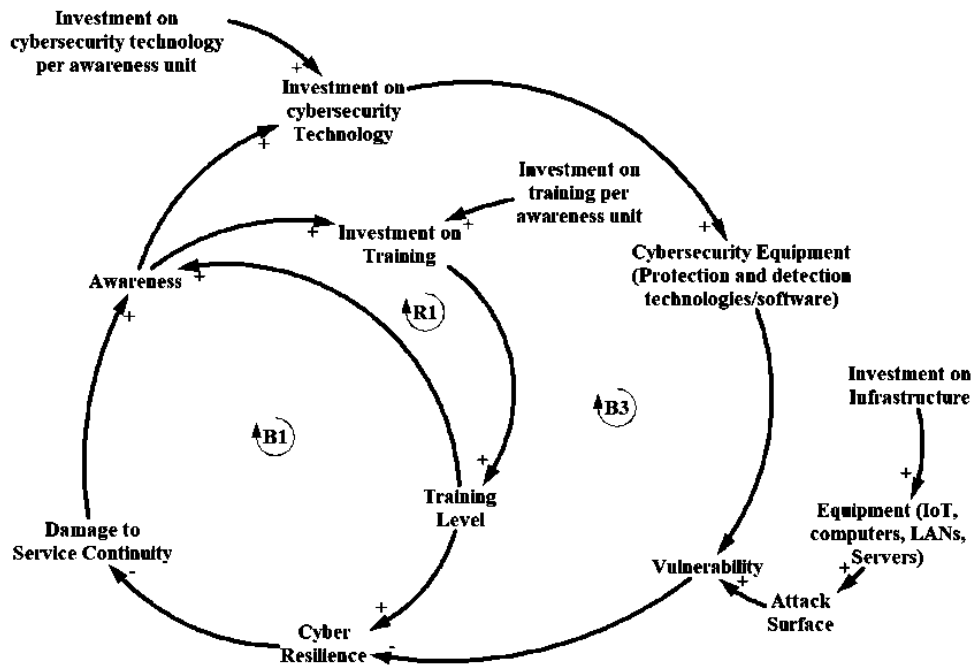 Investment on
cybersecurity technology
per awareness unit
+
Investment on
cybersecurity
Technology
+
Investment on
training per
awareness unit
+
+
Investment on
Training
+
Cybersecurity Equipment
(Protection and detection
technologies/software)
Awareness
+
+
R1
Investment on
Infrastructure
B3
B1
+
Training
Level
+
Equipment (IoT,
computers, LANs,
Servers)
Damage to
Service Continuity
-
Vulnerability
+
+
Attack
Surface
+
Cyber
Resilience
-